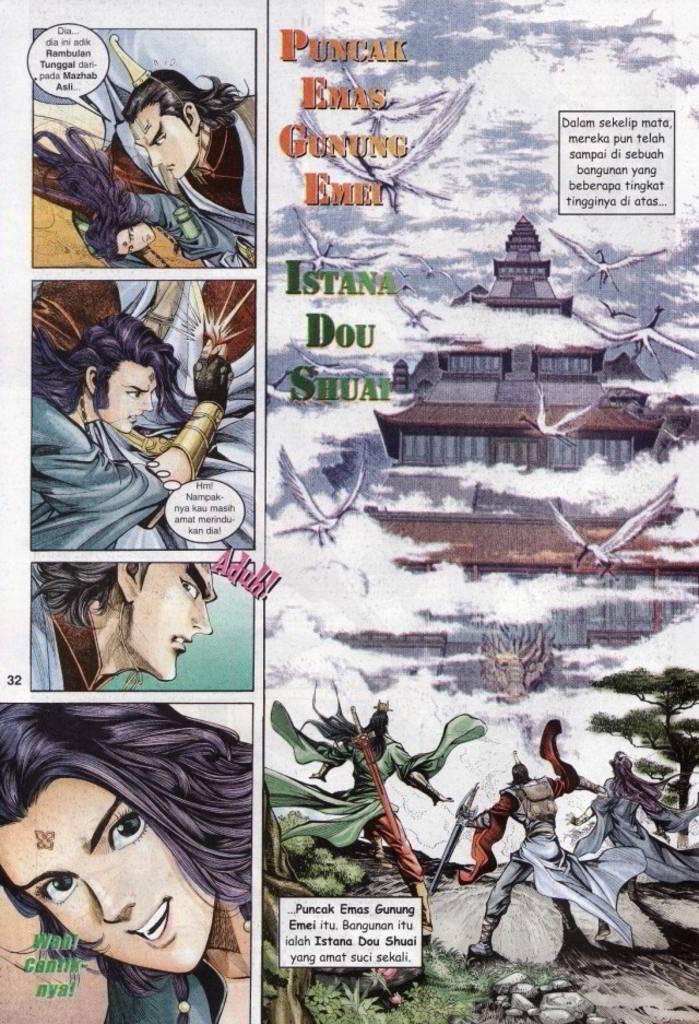 Dia...
dia ini adik
Rambulan
Tunggal dari-
pada Mazhab
Asli...
Hm!
Nampak-
nya kau masih
amat merindu-
kan dia!
Aduh!
32
Wah!
Cantik-
nya!
PUNCAK
EMAS
GUNUNG
EMEI
ISTANA
DOU
SHUAI
Dalam sekelip mata,
mereka pun telah
sampai di sebuah
bangunan yang
beberapa tingkat
tingginya di atas...
...Puncak Emas Gunung
Emei itu. Bangunan itu
ialah Istana Dou Shuai
yang amat suci sekali.